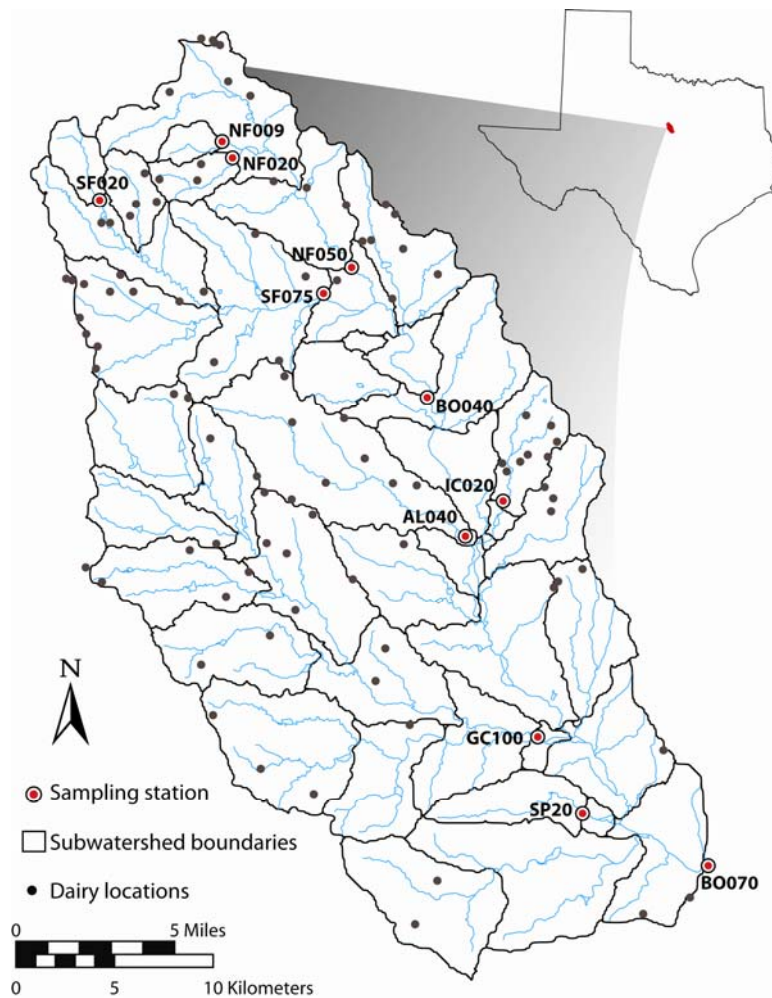 NF009
NF020
SF020
NF050
SF075
BO040
IC020
AL040
N
GC100
Sampling station
SP20
Subwatershed boundaries
BO070
Dairy locations
0 5 Miles
0 5 10 Kilometers